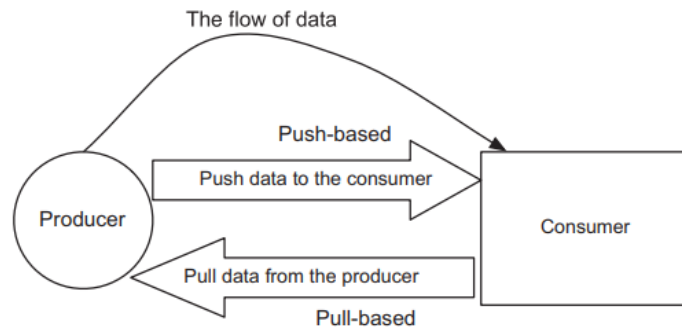 The flow of data
Push-based
Push data to the consumer
Producer
Consumer
Pull data from the producer
Pull-based